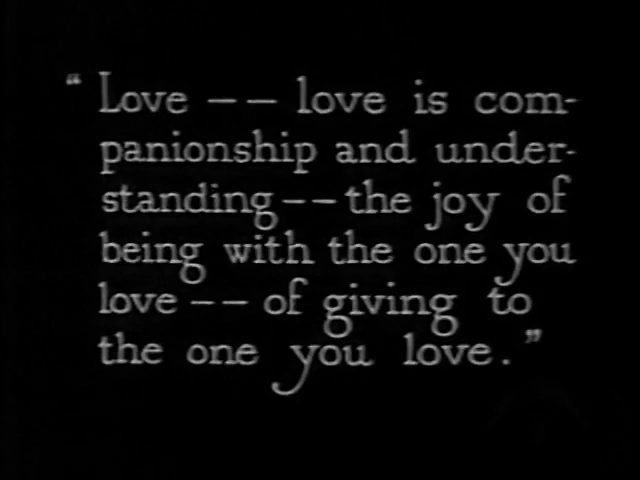 “ Love -- love is com-
panionship and under-
standing -- the joy of
being with the one you
love -- of giving to
the one you love.”